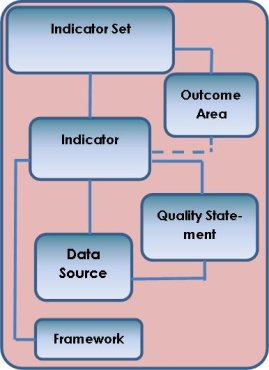 Indicator Set
Outcome
Area
Indicator
Quality State-
ment
Data
Source
Framework